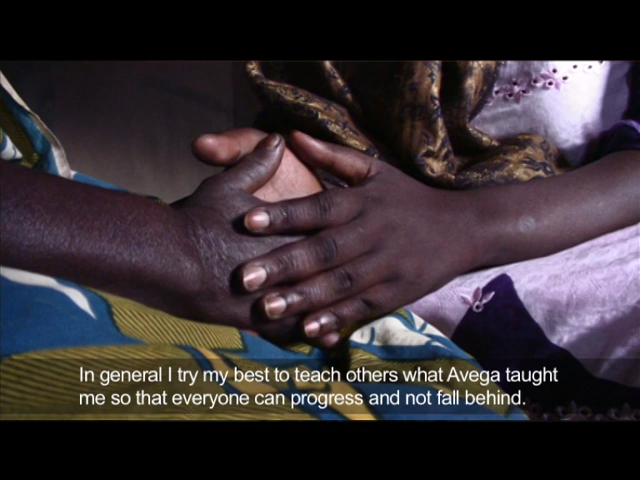 In general I try my best to teach others what Avega taught
me so that everyone can progress and not fall behind.